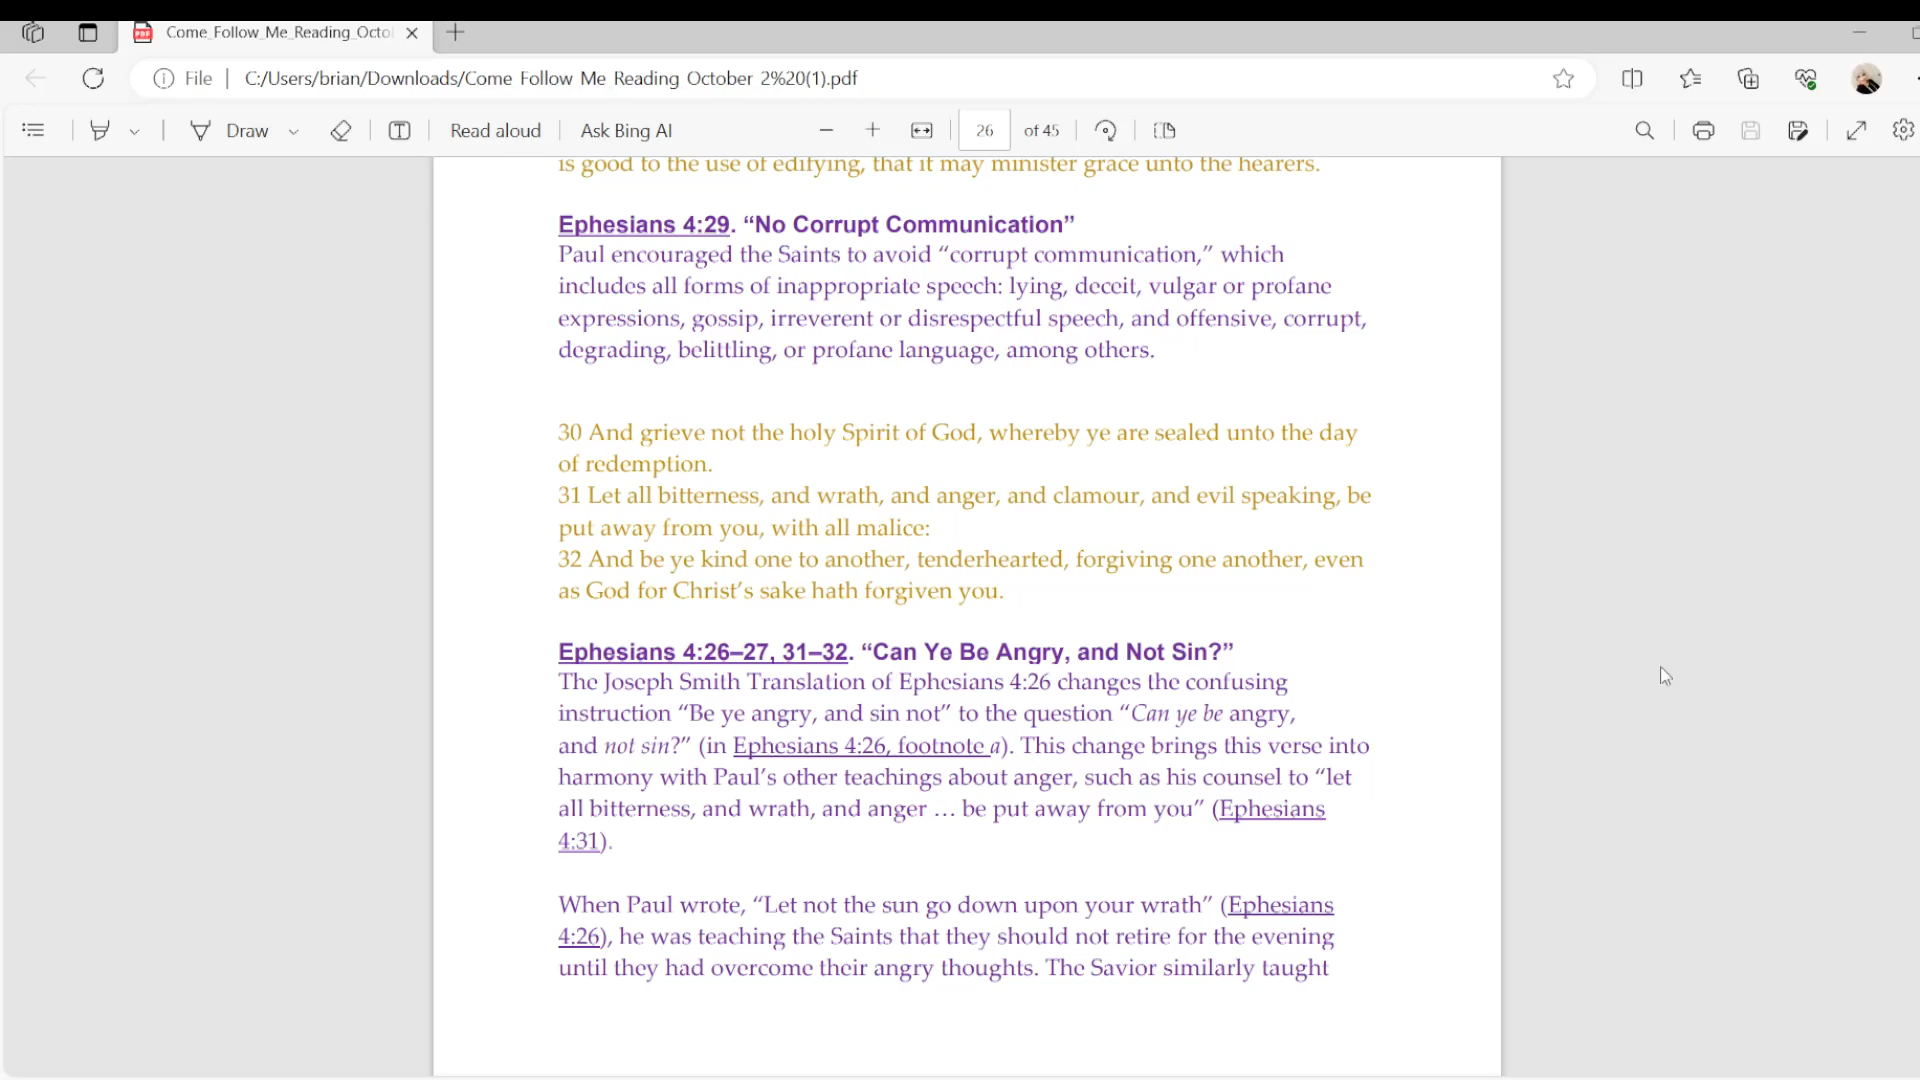 Come_Follow_Me_Reading_Octo
File | C:/Users/brian/Downloads/Come Follow Me Reading October 2%20(1).pdf
Draw
Read aloud
Ask Bing AI
26 of 45
is good to the use of edifying, that it may minister grace unto the hearers.
Ephesians 4:29. “No Corrupt Communication”
Paul encouraged the Saints to avoid “corrupt communication,” which
includes all forms of inappropriate speech: lying, deceit, vulgar or profane
expressions, gossip, irreverent or disrespectful speech, and offensive, corrupt,
degrading, belittling, or profane language, among others.
30 And grieve not the holy Spirit of God, whereby ye are sealed unto the day
of redemption.
31 Let all bitterness, and wrath, and anger, and clamour, and evil speaking, be
put away from you, with all malice:
32 And be ye kind one to another, tenderhearted, forgiving one another, even
as God for Christ’s sake hath forgiven you.
Ephesians 4:26–27, 31–32. “Can Ye Be Angry, and Not Sin?”
The Joseph Smith Translation of Ephesians 4:26 changes the confusing
instruction “Be ye angry, and sin not” to the question “Can ye be angry,
and not sin?” (in Ephesians 4:26, footnote a). This change brings this verse into
harmony with Paul’s other teachings about anger, such as his counsel to “let
all bitterness, and wrath, and anger … be put away from you” (Ephesians
4:31).
When Paul wrote, “Let not the sun go down upon your wrath” (Ephesians
4:26), he was teaching the Saints that they should not retire for the evening
until they had overcome their angry thoughts. The Savior similarly taught